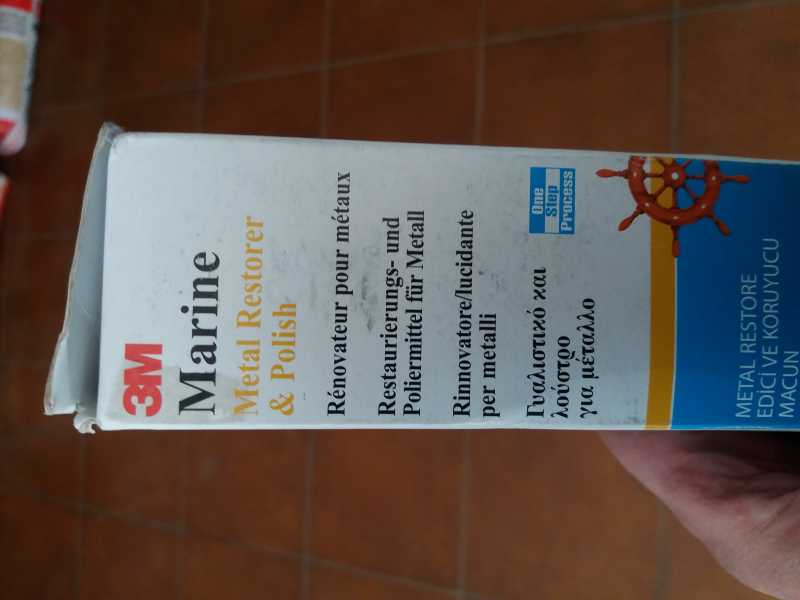 3M
Marine
Metal Restorer
& Polish
Rénovateur pour métaux
Restaurierungs- und
Poliermittel für Metall
Rinnovatore/lucidante
per metalli
Γυαλιστικό και
λούστρο
για μέταλλο
One
Step
Process
METAL RESTORE
EDİCİ VE KORUYUCU
MACUN